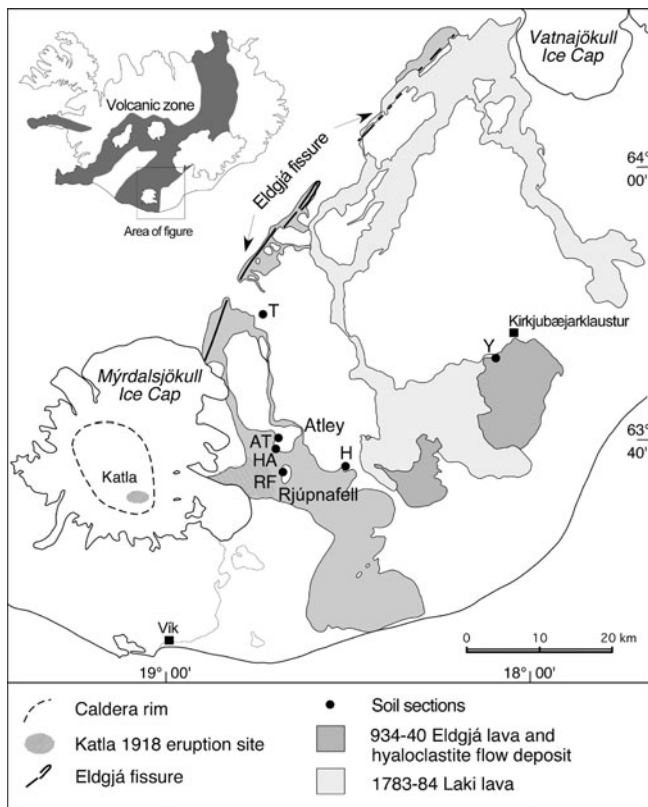 Vatnajökull
Ice Cap
Volcanic zone
Area of figure
Eldgjá fissure
64°
00'
T
Kirkjubæjarklaustur
Y
Mýrdalsjökull
Ice Cap
Atley
AT
H
63°
40'
HA
RF
Rjúpnafell
Katla
Vík
0 10 20 km
19° 00' 18° 00'
Caldera rim
Katla 1918 eruption site
Eldgjá fissure
Soil sections
934-40 Eldgjá lava and
hyaloclastite flow deposit
1783-84 Laki lava